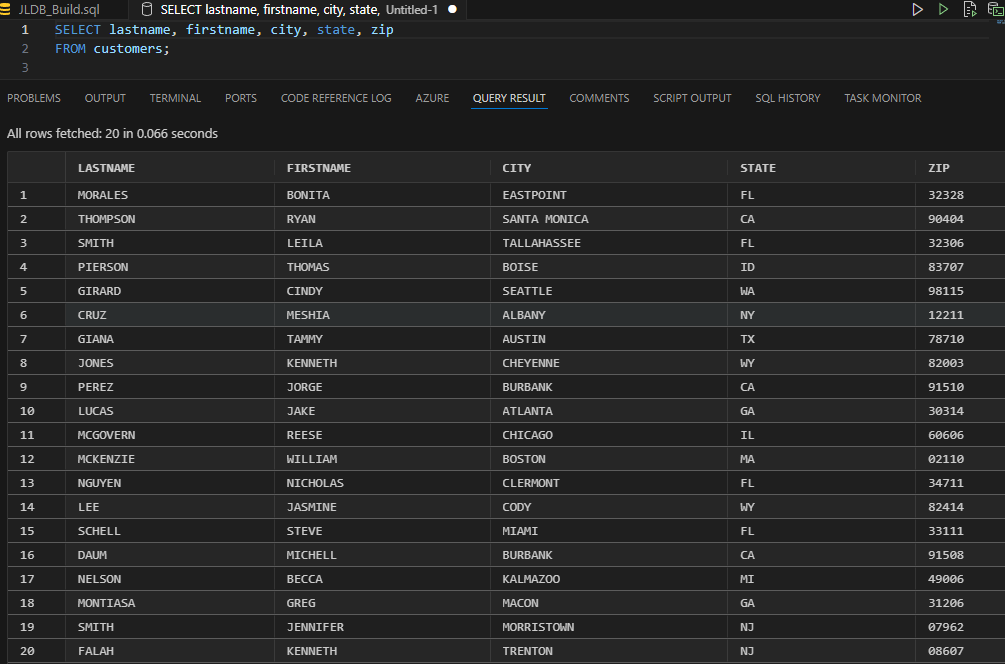 JLDB_Build.sql SELECT lastname, firstname, city, state, Untitled-1
1 SELECT lastname, firstname, city, state, zip
2 FROM customers;
3
PROBLEMS OUTPUT TERMINAL PORTS CODE REFERENCE LOG AZURE QUERY RESULT COMMENTS SCRIPT OUTPUT SQL HISTORY TASK MONITOR
All rows fetched: 20 in 0.066 seconds
LASTNAME FIRSTNAME CITY STATE ZIP
1 MORALES BONITA EASTPOINT FL 32328
2 THOMPSON RYAN SANTA MONICA CA 90404
3 SMITH LEILA TALLAHASSEE FL 32306
4 PIERSON THOMAS BOISE ID 83707
5 GIRARD CINDY SEATTLE WA 98115
6 CRUZ MESHIA ALBANY NY 12211
7 GIANA TAMMY AUSTIN TX 78710
8 JONES KENNETH CHEYENNE WY 82003
9 PEREZ JORGE BURBANK CA 91510
10 LUCAS JAKE ATLANTA GA 30314
11 MCGOVERN REESE CHICAGO IL 60606
12 MCKENZIE WILLIAM BOSTON MA 02110
13 NGUYEN NICHOLAS CLERMONT FL 34711
14 LEE JASMINE CODY WY 82414
15 SCHELL STEVE MIAMI FL 33111
16 DAUM MICHELL BURBANK CA 91508
17 NELSON BECCA KALMAZOO MI 49006
18 MONTIASA GREG MACON GA 31206
19 SMITH JENNIFER MORRISTOWN NJ 07962
20 FALAH KENNETH TRENTON NJ 08607